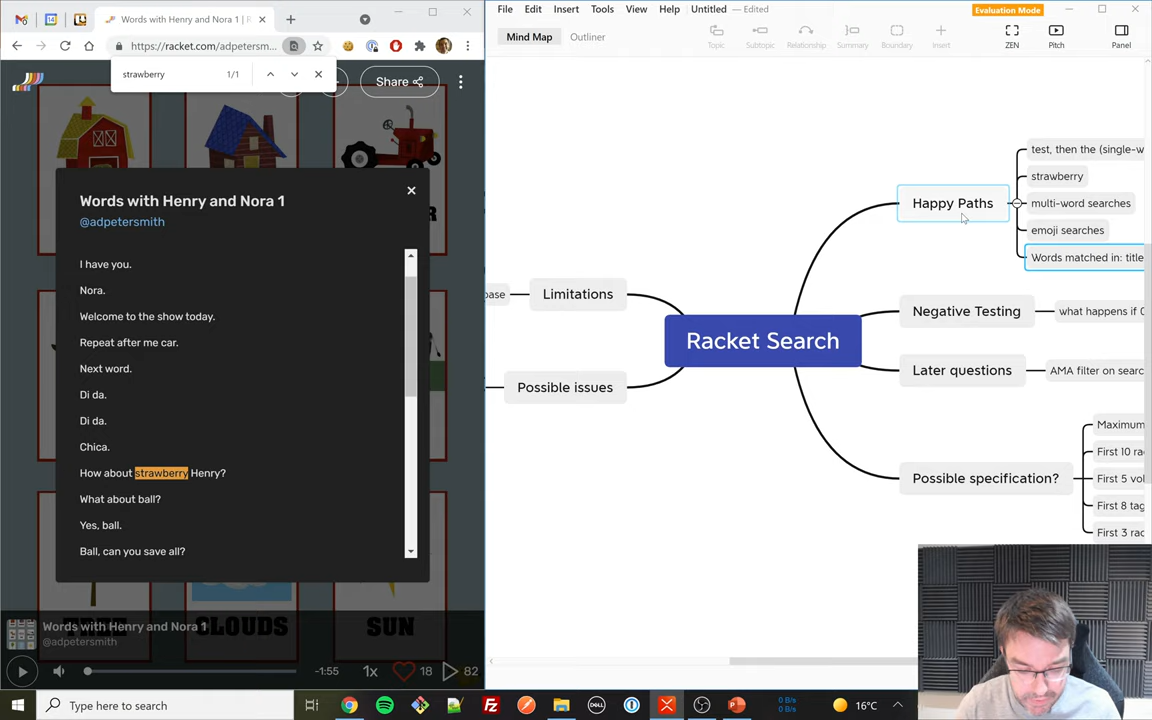 Words with Henry and Nora 1 | R
https://racket.com/adpetersm...
strawberry
1/1
Share
Words with Henry and Nora 1
@adpetersmith
I have you.
Nora.
Welcome to the show today.
Repeat after me car.
Next word.
Di da.
Di da.
Chica.
How about strawberry Henry?
What about ball?
Yes, ball.
Ball, can you save all?
CLOUDS
SUN
Words with Henry and Nora 1
@adpetersmith
-1:55
1x
18
82
File
Edit
Insert
Tools
View
Help
Untitled — Edited
Evaluation Mode
Mind Map
Outliner
Topic
Subtopic
Relationship
Summary
Boundary
Insert
ZEN
Pitch
Panel
Happy Paths
test, then the (single-w
strawberry
multi-word searches
emoji searches
Words matched in: title
Limitations
base
Negative Testing
what happens if 0
Racket Search
Later questions
AMA filter on searc
Possible issues
Possible specification?
Maximum
First 10 rac
First 5 vol
First 8 tag
First 3 rac
Type here to search
DELL
0 B/s
0 B/s
16°C